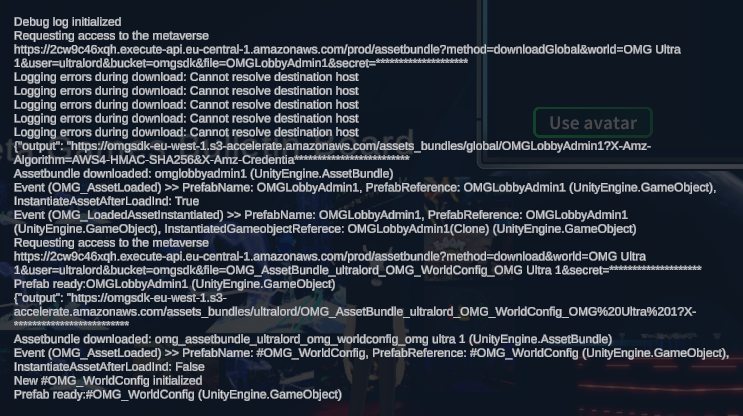 Debug log initialized
Requesting access to the metaverse
https://2cw9c46xqh.execute-api.eu-central-1.amazonaws.com/prod/assetbundle?method=downloadGlobal&world=OMG Ultra
1&user=ultralord&bucket=omgsdk&file=OMGLobbyAdmin1&secret=********************
Logging errors during download: Cannot resolve destination host
Logging errors during download: Cannot resolve destination host
Logging errors during download: Cannot resolve destination host
Logging errors during download: Cannot resolve destination host
Logging errors during download: Cannot resolve destination host
Use avatar
{"output": "https://omgsdk-eu-west-1.s3-accelerate.amazonaws.com/assets_bundles/global/OMGLobbyAdmin1?X-Amz-
Algorithm=AWS4-HMAC-SHA256&X-Amz-Credentia*************************
Assetbundle downloaded: omglobbyadmin1 (UnityEngine.AssetBundle)
Event (OMG_AssetLoaded) >> PrefabName: OMGLobbyAdmin1, PrefabReference: OMGLobbyAdmin1 (UnityEngine.GameObject),
InstantiateAssetAfterLoadInd: True
Event (OMG_LoadedAssetInstantiated) >> PrefabName: OMGLobbyAdmin1, PrefabReference: OMGLobbyAdmin1
(UnityEngine.GameObject), InstantiatedGameobjectReferece: OMGLobbyAdmin1(Clone) (UnityEngine.GameObject)
Requesting access to the metaverse
https://2cw9c46xqh.execute-api.eu-central-1.amazonaws.com/prod/assetbundle?method=download&world=OMG Ultra
1&user=ultralord&bucket=omgsdk&file=OMG_AssetBundle_ultralord_OMG_WorldConfig_OMG Ultra 1&secret=********************
Prefab ready:OMGLobbyAdmin1 (UnityEngine.GameObject)
{"output": "https://omgsdk-eu-west-1.s3-
accelerate.amazonaws.com/assets_bundles/ultralord/OMG_AssetBundle_ultralord_OMG_WorldConfig_OMG%20Ultra%201?X-
*************************
Assetbundle downloaded: omg_assetbundle_ultralord_omg_worldconfig_omg ultra 1 (UnityEngine.AssetBundle)
Event (OMG_AssetLoaded) >> PrefabName: #OMG_WorldConfig, PrefabReference: #OMG_WorldConfig (UnityEngine.GameObject),
InstantiateAssetAfterLoadInd: False
New #OMG_WorldConfig initialized
Prefab ready:#OMG_WorldConfig (UnityEngine.GameObject)